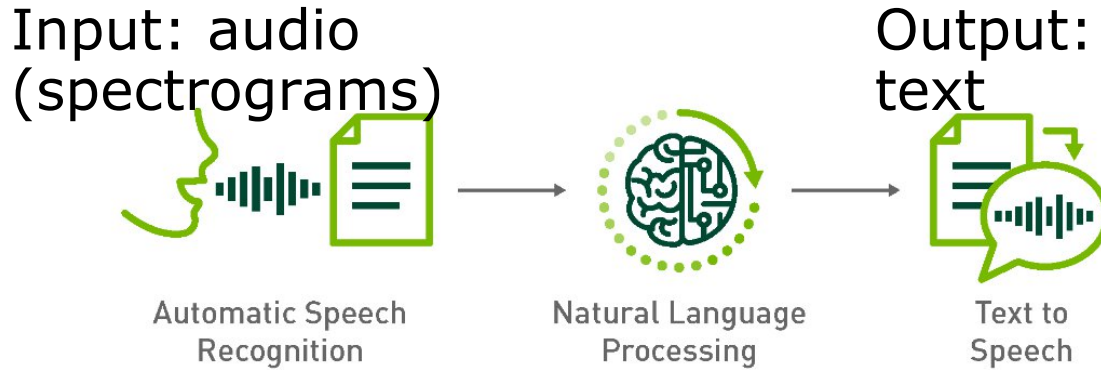 Input: audio
(spectrograms)
Output:
text
Automatic Speech
Recognition
Natural Language
Processing
Text to
Speech